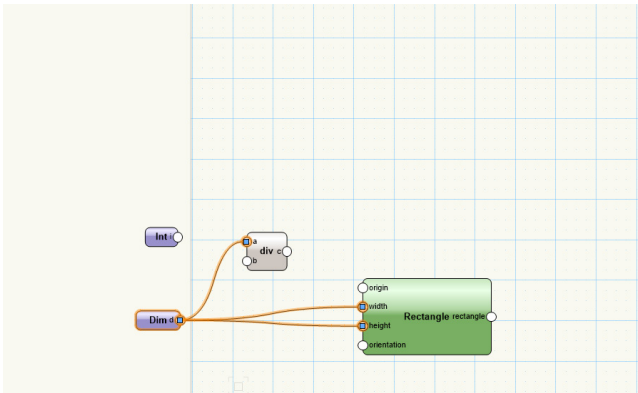 Int i
a
div c
b
Dim d
origin
width
Rectangle rectangle
height
orientation